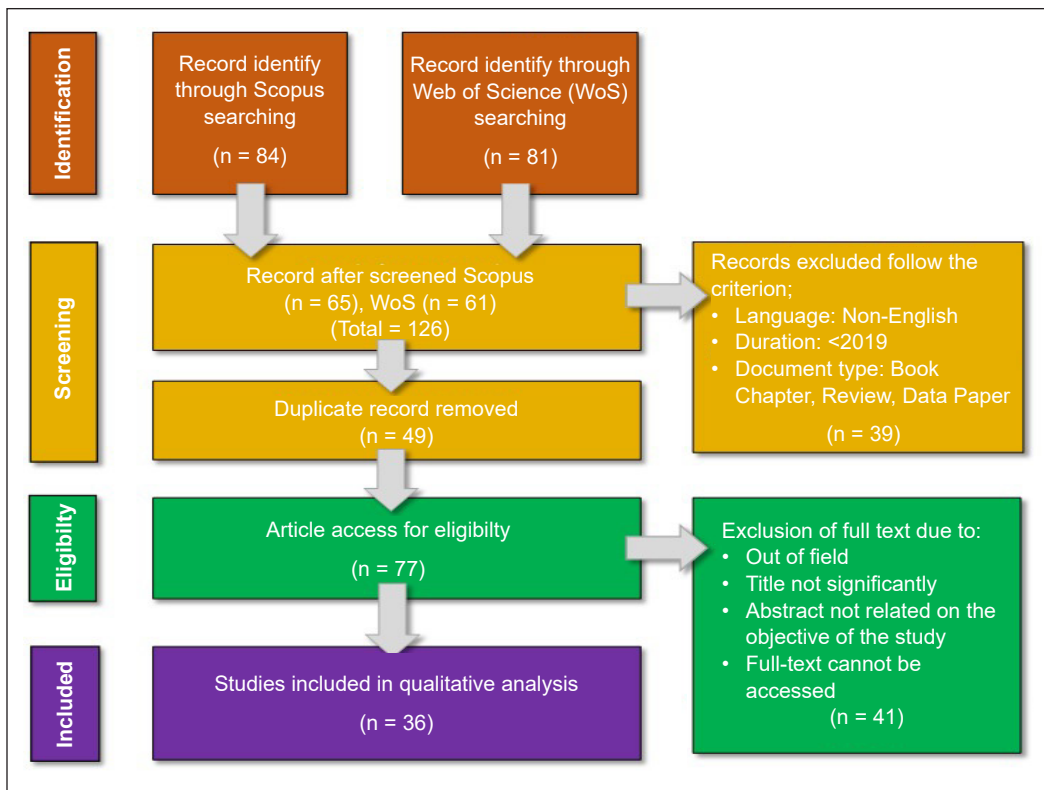 Identification
Record identify
through Scopus
searching
(n = 84)
Record identify through
Web of Science (WoS)
searching
(n = 81)
Screening
Record after screened Scopus
(n = 65), WoS (n = 61)
(Total = 126)
Records excluded follow the
criterion;
• Language: Non-English
• Duration: <2019
• Document type: Book
Chapter, Review, Data Paper
(n = 39)
Duplicate record removed
(n = 49)
Eligibilty
Article access for eligibilty
(n = 77)
Exclusion of full text due to:
• Out of field
• Title not significantly
• Abstract not related on the
objective of the study
• Full-text cannot be
accessed
(n = 41)
Included
Studies included in qualitative analysis
(n = 36)